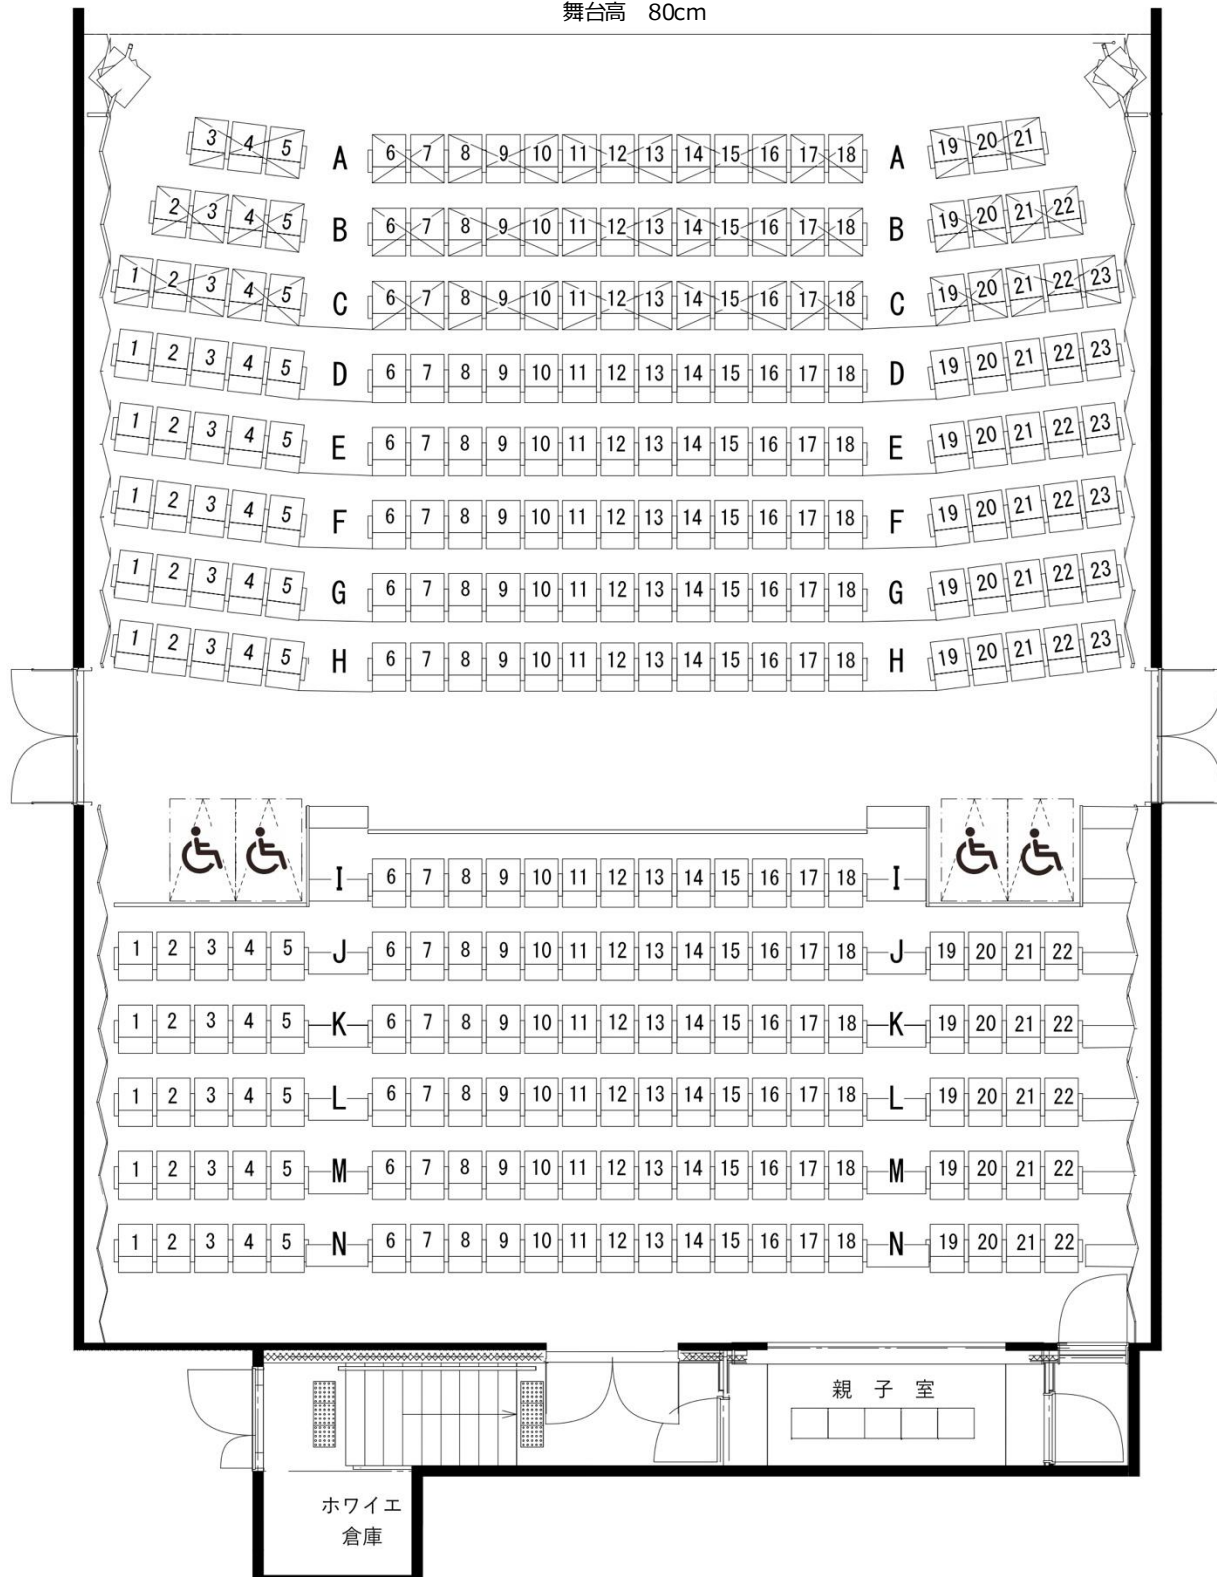 舞台高 80cm
3 4 5 A 6 7 8 9 10 11 12 13 14 15 16 17 18 A 19 20 21
2 3 4 5 B 6 7 8 9 10 11 12 13 14 15 16 17 18 B 19 20 21 22
1 2 3 4 5 C 6 7 8 9 10 11 12 13 14 15 16 17 18 C 19 20 21 22 23
1 2 3 4 5 D 6 7 8 9 10 11 12 13 14 15 16 17 18 D 19 20 21 22 23
1 2 3 4 5 E 6 7 8 9 10 11 12 13 14 15 16 17 18 E 19 20 21 22 23
1 2 3 4 5 F 6 7 8 9 10 11 12 13 14 15 16 17 18 F 19 20 21 22 23
1 2 3 4 5 G 6 7 8 9 10 11 12 13 14 15 16 17 18 G 19 20 21 22 23
1 2 3 4 5 H 6 7 8 9 10 11 12 13 14 15 16 17 18 H 19 20 21 22 23
I 6 7 8 9 10 11 12 13 14 15 16 17 18 I
1 2 3 4 5 J 6 7 8 9 10 11 12 13 14 15 16 17 18 J 19 20 21 22
1 2 3 4 5 K 6 7 8 9 10 11 12 13 14 15 16 17 18 K 19 20 21 22
1 2 3 4 5 L 6 7 8 9 10 11 12 13 14 15 16 17 18 L 19 20 21 22
1 2 3 4 5 M 6 7 8 9 10 11 12 13 14 15 16 17 18 M 19 20 21 22
1 2 3 4 5 N 6 7 8 9 10 11 12 13 14 15 16 17 18 N 19 20 21 22
親 子 室
ホワイエ
倉庫